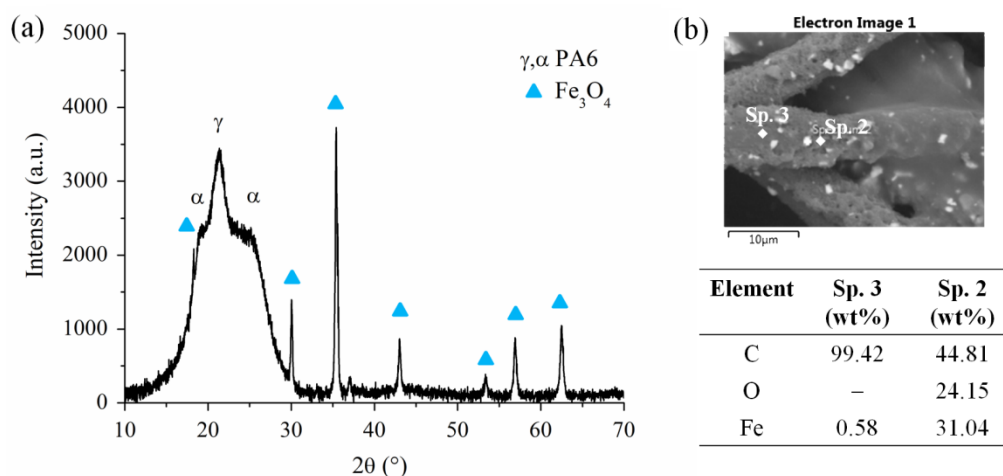 (a)
5000
4000
3000
2000
1000
0
Intensity (a.u.)
γ,α PA6
Fe₃O₄
γ
α
α
10
20
30
40
50
60
70
2θ (°)
(b)
Electron Image 1
Sp. 3
Sp. 2
10µm
Element Sp. 3 (wt%) Sp. 2 (wt%)
C 99.42 44.81
O – 24.15
Fe 0.58 31.04